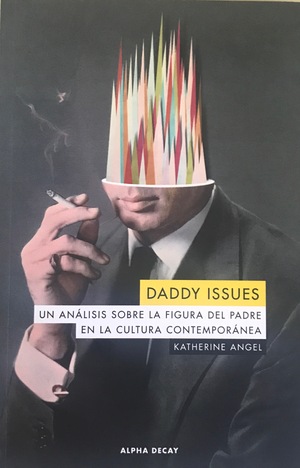 DADDY ISSUES
UN ANÁLISIS SOBRE LA FIGURA DEL PADRE
EN LA CULTURA CONTEMPORÁNEA
KATHERINE ANGEL
ALPHA DECAY